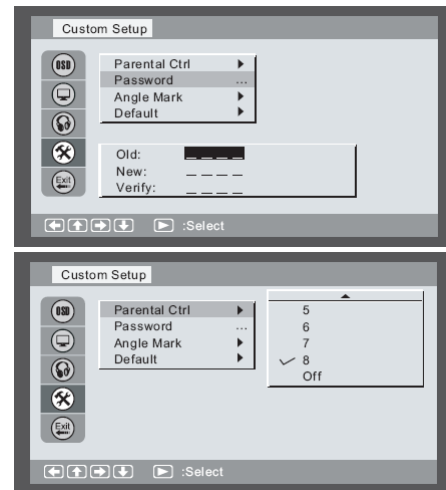 Custom Setup
OSD
Parental Ctrl
Password ...
Angle Mark
Default
Old: _ _ _ _
New: _ _ _ _
Verify: _ _ _ _
Exit
:Select
Custom Setup
OSD
Parental Ctrl
Password ...
Angle Mark
Default
5
6
7
8
Off
Exit
:Select